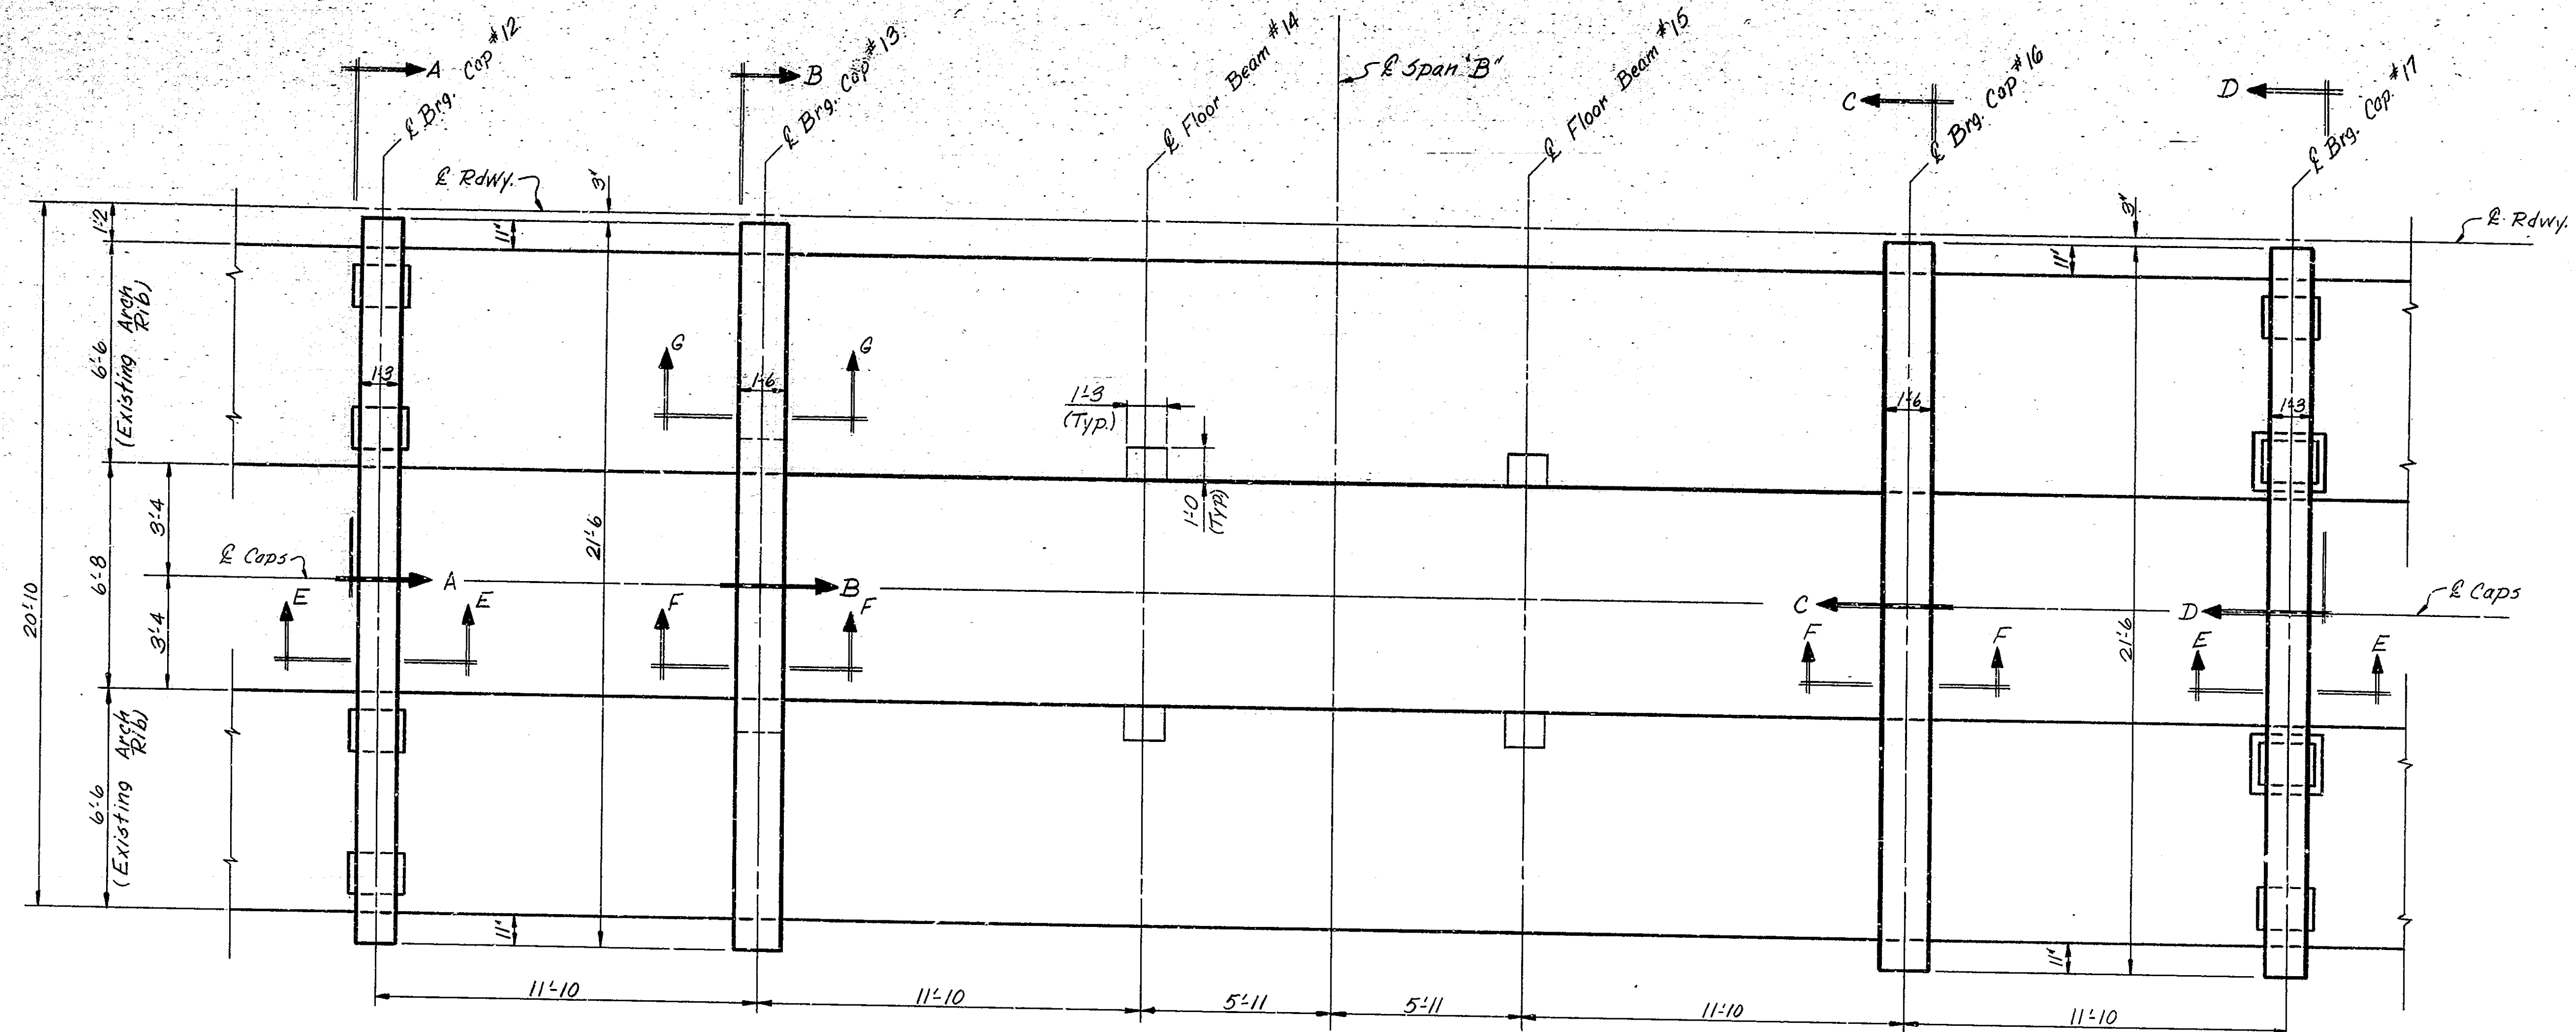 A
℄ Brg. Cap #12
B
℄ Brg. Cap #13
℄ Floor Beam #14
℄ Span "B"
℄ Floor Beam #15
C
℄ Brg. Cap #16
D
℄ Brg. Cap. #17
℄ Rdwy.
3"
3"
℄ Rdwy.
1'-2
11"
11"
6'-6
(Existing Arch
Rib)
G
G
1'-3
1'-6
1'-3
(Typ.)
1'-6
1'-3
1'-0
(Typ.)
3'-4
21'-6
℄ Caps
A
B
C
D
℄ Caps
20'-10
6'-8
3'-4
E
E
F
F
F
F
21'-6
E
E
6'-6
(Existing Arch
Rib)
11"
11"
11'-10
11'-10
5'-11
5'-11
11'-10
11'-10